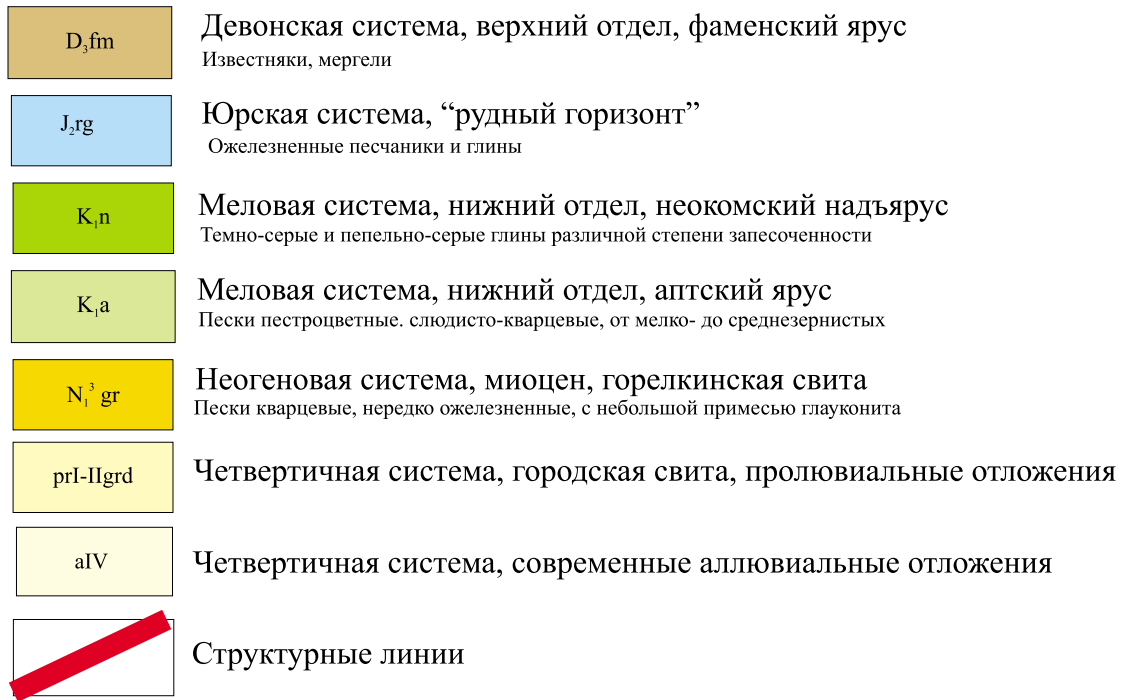 D₃fm
Девонская система, верхний отдел, фаменский ярус
Известняки, мергели
J₂rg
Юрская система, “рудный горизонт”
Ожелезненные песчаники и глины
K₁n
Меловая система, нижний отдел, неокомский надъярус
Темно-серые и пепельно-серые глины различной степени запесоченности
K₁a
Меловая система, нижний отдел, аптский ярус
Пески пестроцветные. слюдисто-кварцевые, от мелко- до среднезернистых
N₁³ gr
Неогеновая система, миоцен, горелкинская свита
Пески кварцевые, нередко ожелезненные, с небольшой примесью глауконита
prI-IIgrd
Четвертичная система, городская свита, пролювиальные отложения
aIV
Четвертичная система, современные аллювиальные отложения
Структурные линии